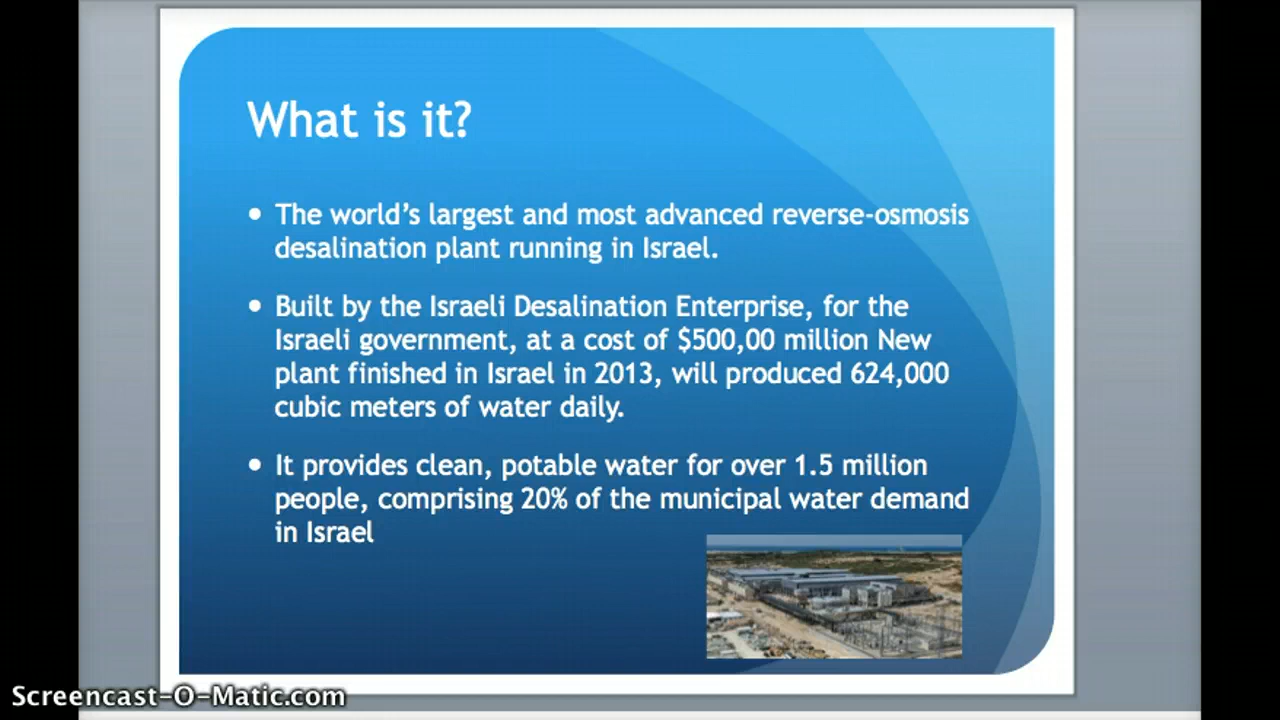 What is it?
• The world's largest and most advanced reverse-osmosis
desalination plant running in Israel.
• Built by the Israeli Desalination Enterprise, for the
Israeli government, at a cost of $500,00 million New
plant finished in Israel in 2013, will produced 624,000
cubic meters of water daily.
• It provides clean, potable water for over 1.5 million
people, comprising 20% of the municipal water demand
in Israel
Screencast-O-Matic.com